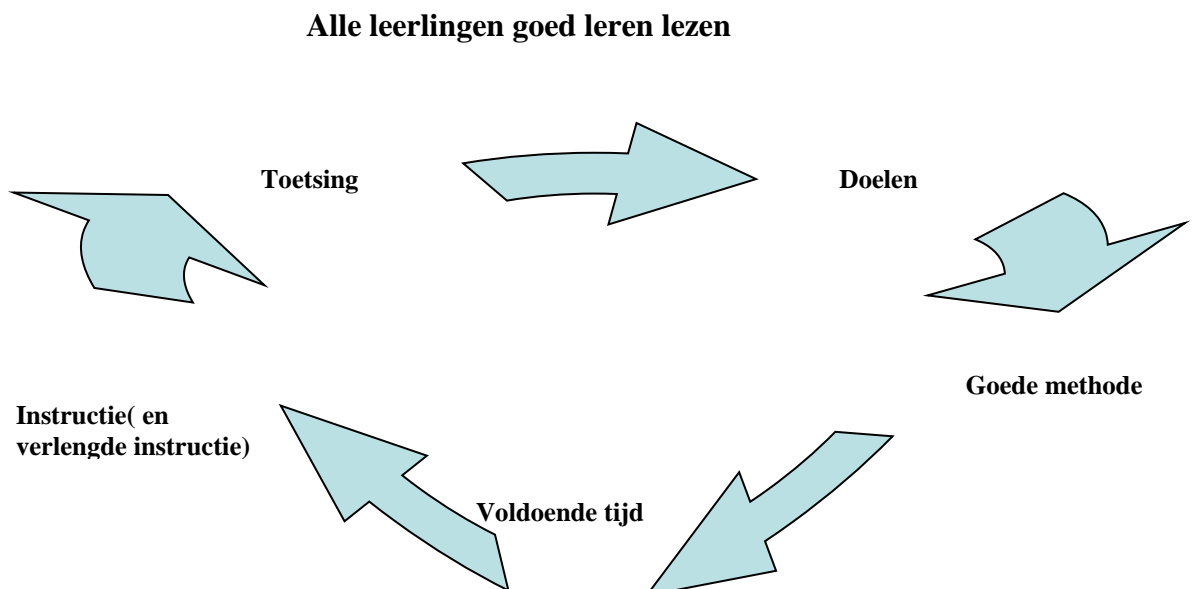 Alle leerlingen goed leren lezen
Toetsing
Doelen
Goede methode
Instructie( en
verlengde instructie)
Voldoende tijd